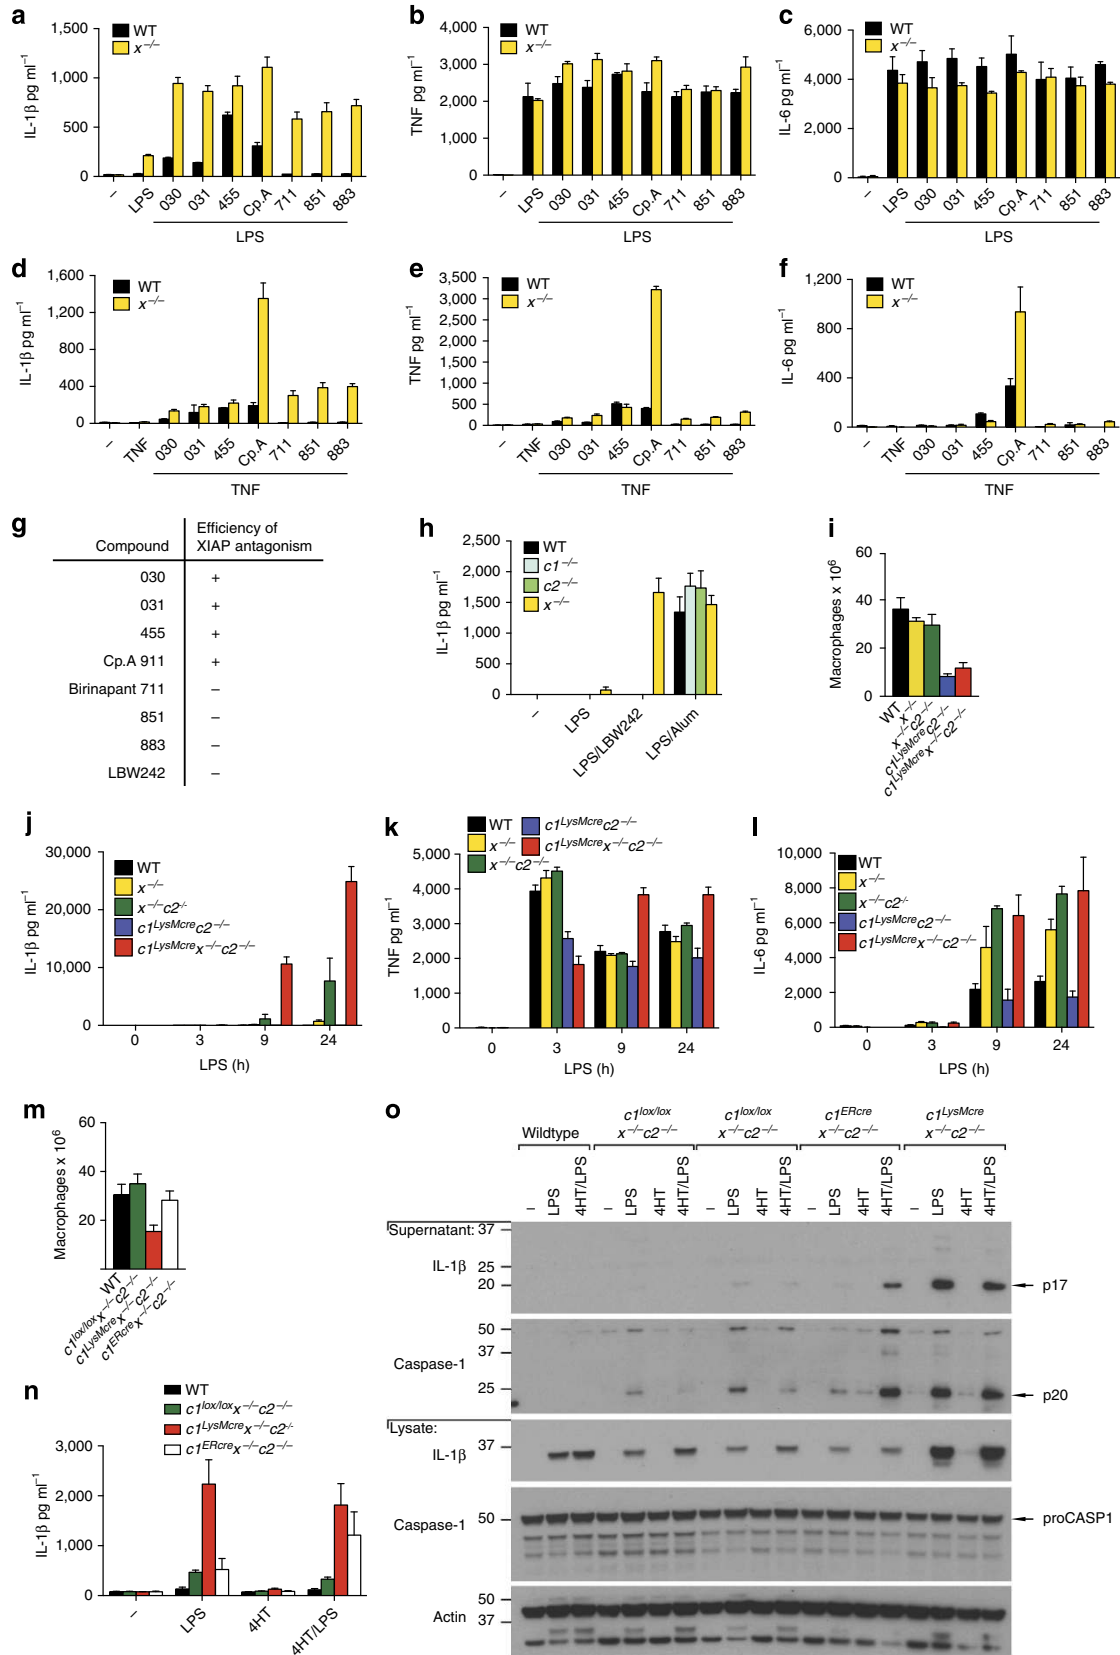 a
1,500
1,000
500
0
IL-1β pg ml⁻¹
WT
x⁻/⁻
–
LPS
030
031
455
Cp.A
711
851
883
LPS
b
4,000
3,000
2,000
1,000
0
TNF pg ml⁻¹
WT
x⁻/⁻
–
LPS
030
031
455
Cp.A
711
851
883
LPS
c
6,000
4,000
2,000
0
IL-6 pg ml⁻¹
WT
x⁻/⁻
–
LPS
030
031
455
Cp.A
711
851
883
LPS
d
1,600
1,200
800
400
0
IL-1β pg ml⁻¹
WT
x⁻/⁻
–
TNF
030
031
455
Cp.A
711
851
883
TNF
e
3,500
3,000
2,500
2,000
1,500
1,000
500
0
TNF pg ml⁻¹
WT
x⁻/⁻
–
TNF
030
031
455
Cp.A
711
851
883
TNF
f
1,200
800
400
0
IL-6 pg ml⁻¹
WT
x⁻/⁻
–
TNF
030
031
455
Cp.A
711
851
883
TNF
g
Compound Efficiency of XIAP antagonism
030 +
031 +
455 +
Cp.A 911 +
Birinapant 711 –
851 –
883 –
LBW242 –
h
2,500
2,000
1,500
1,000
500
0
IL-1β pg ml⁻¹
WT
c1⁻/⁻
c2⁻/⁻
x⁻/⁻
–
LPS
LPS/LBW242
LPS/Alum
i
60
40
20
0
Macrophages x 10⁶
WT
x⁻/⁻
x⁻/⁻c2⁻/⁻
c1LysMcrec2⁻/⁻
c1LysMcrex⁻/⁻c2⁻/⁻
j
30,000
20,000
10,000
0
IL-1β pg ml⁻¹
WT
x⁻/⁻
x⁻/⁻c2⁻/⁻
c1LysMcrec2⁻/⁻
c1LysMcrex⁻/⁻c2⁻/⁻
0 3 9 24
LPS (h)
k
WT
x⁻/⁻
x⁻/⁻c2⁻/⁻
c1LysMcrec2⁻/⁻
c1LysMcrex⁻/⁻c2⁻/⁻
5,000
4,000
3,000
2,000
1,000
0
TNF pg ml⁻¹
0 3 9 24
LPS (h)
l
10,000
8,000
6,000
4,000
2,000
0
IL-6 pg ml⁻¹
WT
x⁻/⁻
x⁻/⁻c2⁻/⁻
c1LysMcrec2⁻/⁻
c1LysMcrex⁻/⁻c2⁻/⁻
0 3 9 24
LPS (h)
m
60
40
20
Macrophages x 10⁶
WT
c1lox/loxx⁻/⁻c2⁻/⁻
c1LysMcrex⁻/⁻c2⁻/⁻
c1ERcrex⁻/⁻c2⁻/⁻
n
WT
c1lox/loxx⁻/⁻c2⁻/⁻
c1LysMcrex⁻/⁻c2⁻/⁻
c1ERcrex⁻/⁻c2⁻/⁻
3,000
2,000
1,000
0
IL-1β pg ml⁻¹
–
LPS
4HT
4HT/LPS
o
Wildtype
c1lox/lox x⁻/⁻c2⁻/⁻
c1lox/lox x⁻/⁻c2⁻/⁻
c1ERcre x⁻/⁻c2⁻/⁻
c1LysMcre x⁻/⁻c2⁻/⁻
– LPS 4HT/LPS – LPS 4HT 4HT/LPS – LPS 4HT 4HT/LPS – LPS 4HT 4HT/LPS – LPS 4HT 4HT/LPS
Supernatant: 37
IL-1β 25
20 p17
50
37
Caspase-1
25 p20
Lysate:
IL-1β 37
Caspase-1 50 proCASP1
50
Actin 37